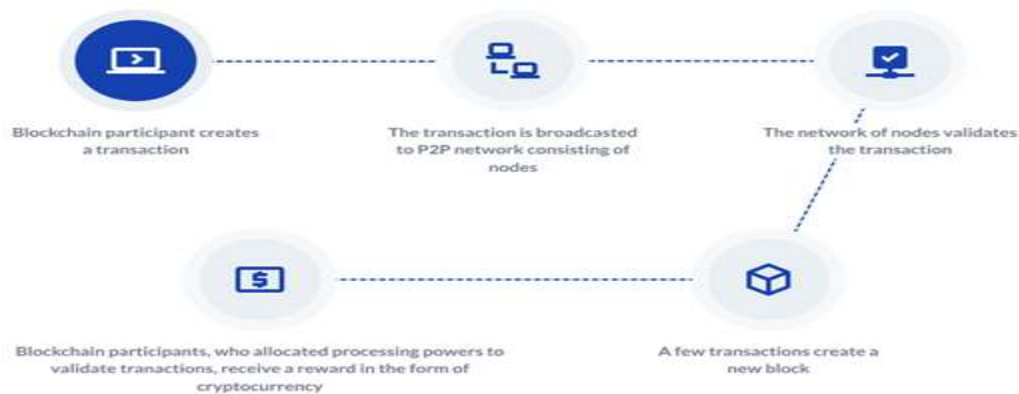 Blockchain participant creates
a transaction
The transaction is broadcasted
to P2P network consisting of
nodes
The network of nodes validates
the transaction
$
Blockchain participants, who allocated processing powers to
validate tranactions, receive a reward in the form of
cryptocurrency
A few transactions create a
new block